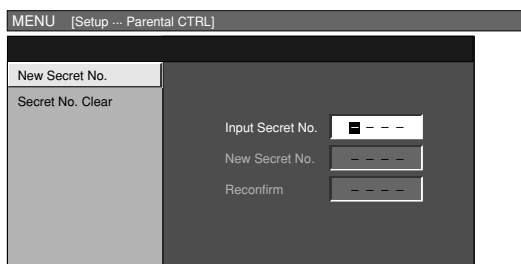 MENU [Setup ··· Parental CTRL]
New Secret No.
Secret No. Clear
Input Secret No. – – – –
New Secret No. – – – –
Reconfirm – – – –